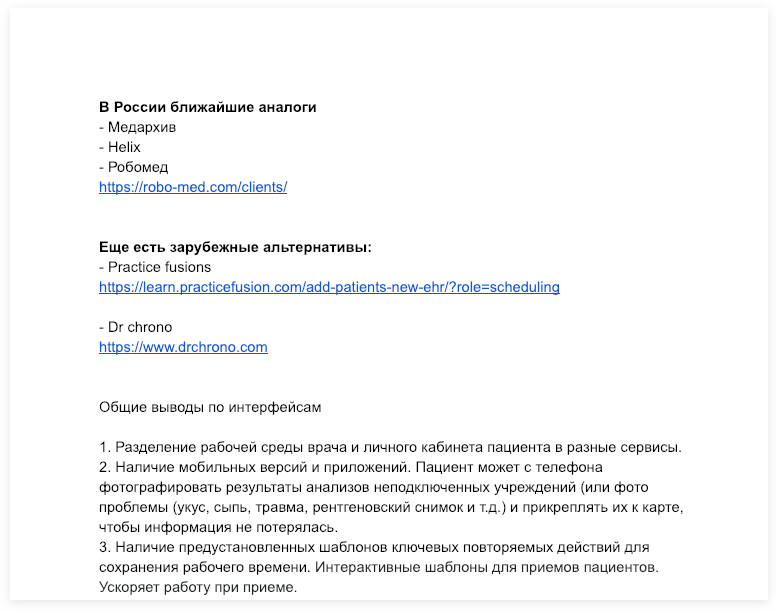 В России ближайшие аналоги
- Медархив
- Helix
- Робомед
https://robo-med.com/clients/
Еще есть зарубежные альтернативы:
- Practice fusions
https://learn.practicefusion.com/add-patients-new-ehr/?role=scheduling
- Dr chrono
https://www.drchrono.com
Общие выводы по интерфейсам
1. Разделение рабочей среды врача и личного кабинета пациента в разные сервисы.
2. Наличие мобильных версий и приложений. Пациент может с телефона
фотографировать результаты анализов неподключенных учреждений (или фото
проблемы (укус, сыпь, травма, рентгеновский снимок и т.д.) и прикреплять их к карте,
чтобы информация не потерялась.
3. Наличие предустановленных шаблонов ключевых повторяемых действий для
сохранения рабочего времени. Интерактивные шаблоны для приемов пациентов.
Ускоряет работу при приеме.